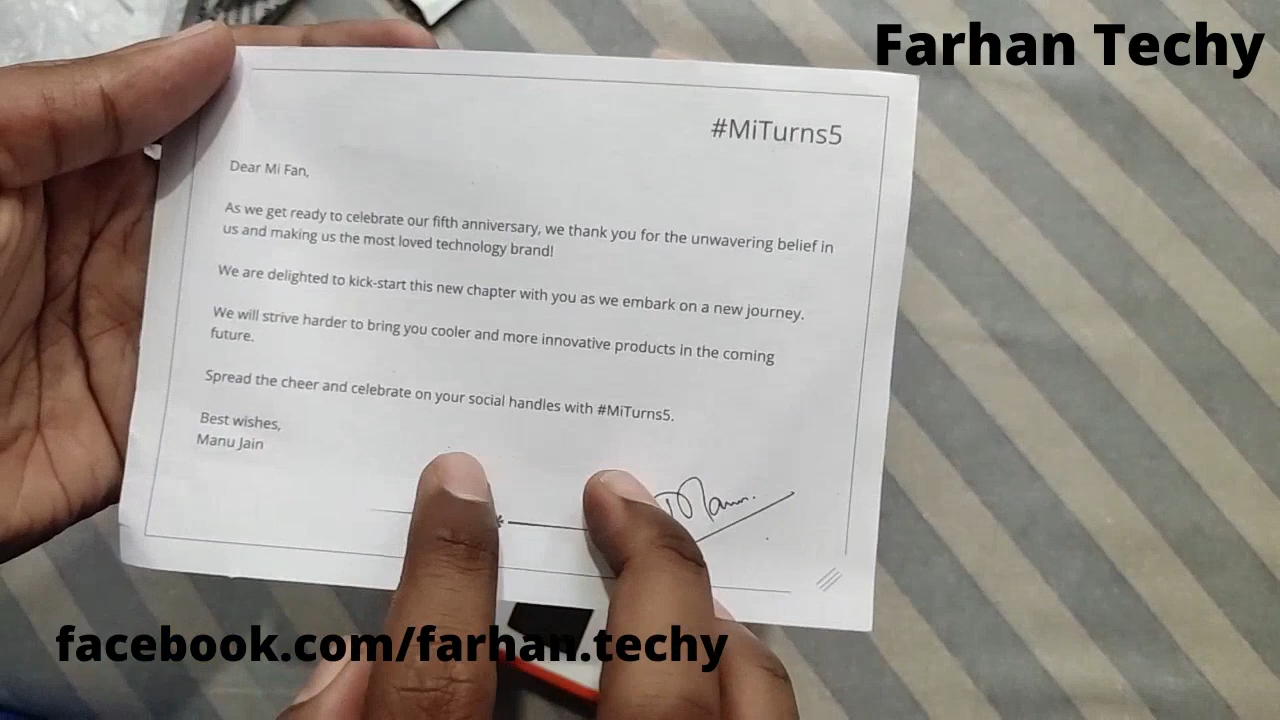 Farhan Techy
#MiTurns5
Dear Mi Fan,
As we get ready to celebrate our fifth anniversary, we thank you for the unwavering belief in
us and making us the most loved technology brand!
We are delighted to kick-start this new chapter with you as we embark on a new journey.
We will strive harder to bring you cooler and more innovative products in the coming
future.
Spread the cheer and celebrate on your social handles with #MiTurns5.
Best wishes,
Manu Jain
facebook.com/farhan.techy